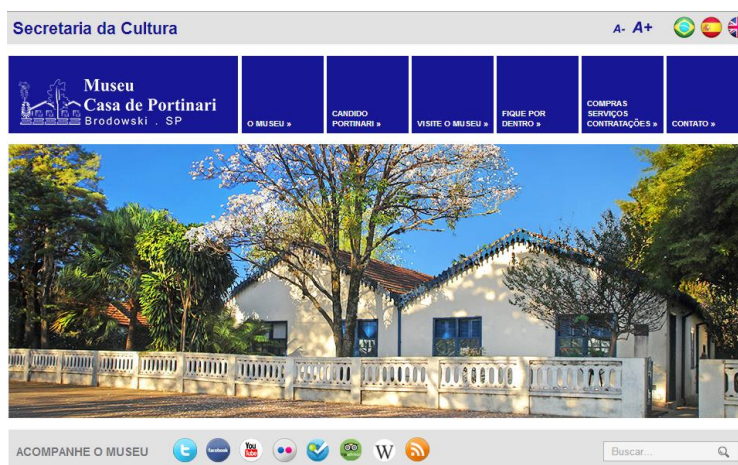 Secretaria da Cultura
A- A+
Museu
Casa de Portinari
Brodowski . SP
O MUSEU »
CANDIDO
PORTINARI »
VISITE O MUSEU »
FIQUE POR
DENTRO »
COMPRAS
SERVIÇOS
CONTRATAÇÕES »
CONTATO »
ACOMPANHE O MUSEU
facebook
You
Tube
W
Buscar...